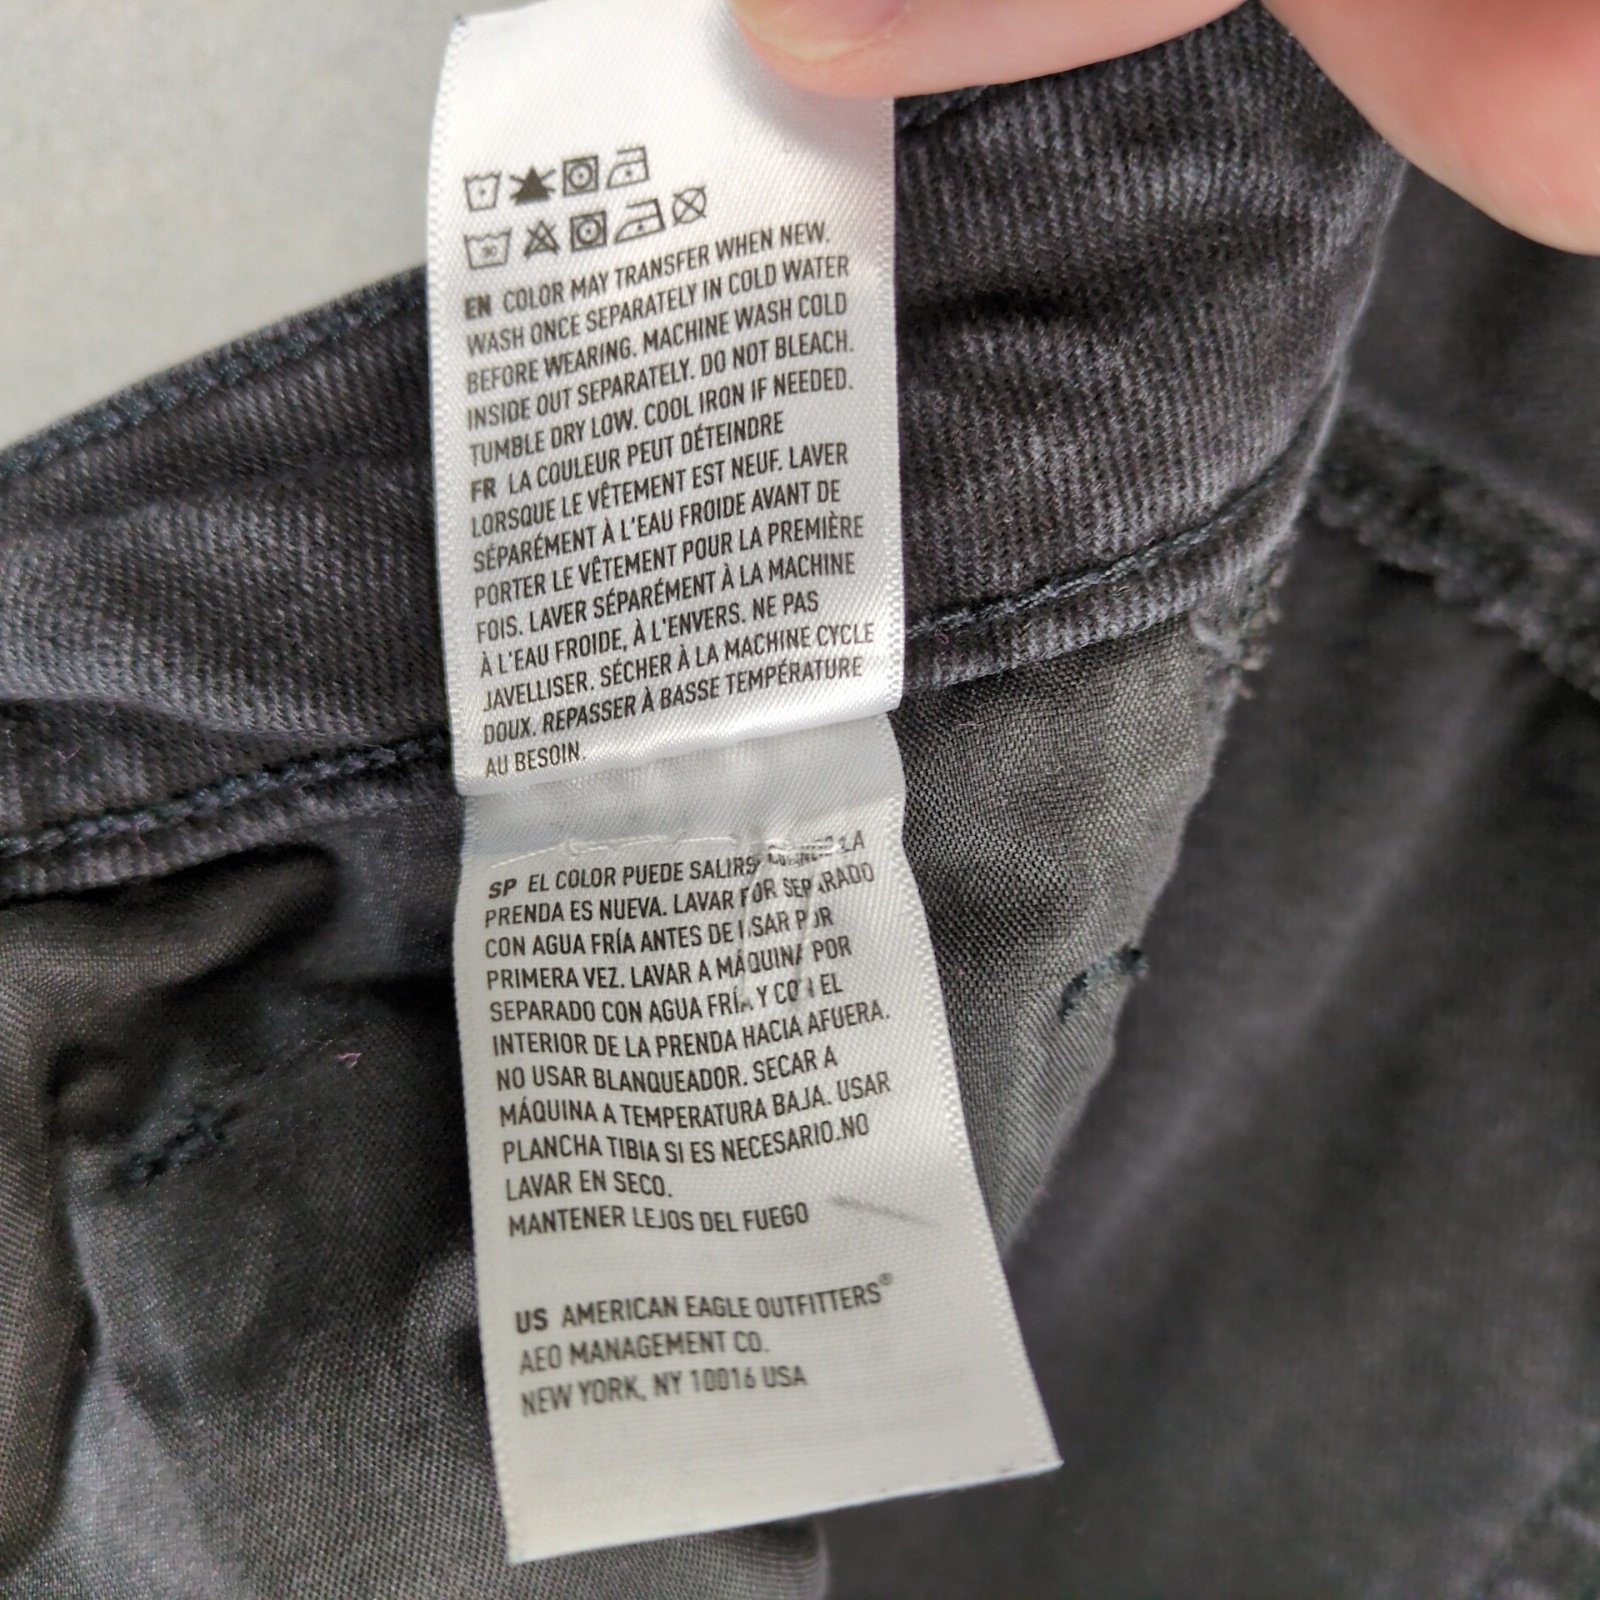 EN COLOR MAY TRANSFER WHEN NEW.
WASH ONCE SEPARATELY IN COLD WATER
BEFORE WEARING. MACHINE WASH COLD
INSIDE OUT SEPARATELY. DO NOT BLEACH.
TUMBLE DRY LOW. COOL IRON IF NEEDED.
FR LA COULEUR PEUT DÉTEINDRE
LORSQUE LE VÊTEMENT EST NEUF. LAVER
SÉPARÉMENT À L'EAU FROIDE AVANT DE
PORTER LE VÊTEMENT POUR LA PREMIÈRE
FOIS. LAVER SÉPARÉMENT À LA MACHINE
À L'EAU FROIDE, À L'ENVERS. NE PAS
JAVELLISER. SÉCHER À LA MACHINE CYCLE
DOUX. REPASSER À BASSE TEMPÉRATURE
AU BESOIN.
SP EL COLOR PUEDE SALIRSE CUANDO LA
PRENDA ES NUEVA. LAVAR POR SEPARADO
CON AGUA FRÍA ANTES DE USAR POR
PRIMERA VEZ. LAVAR A MÁQUINA POR
SEPARADO CON AGUA FRÍA Y CON EL
INTERIOR DE LA PRENDA HACIA AFUERA.
NO USAR BLANQUEADOR. SECAR A
MÁQUINA A TEMPERATURA BAJA. USAR
PLANCHA TIBIA SI ES NECESARIO.NO
LAVAR EN SECO.
MANTENER LEJOS DEL FUEGO
US AMERICAN EAGLE OUTFITTERS®
AEO MANAGEMENT CO.
NEW YORK, NY 10016 USA